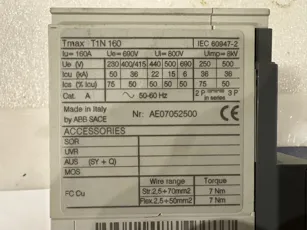 Tmax T1N 160 IEC 60947-2
Iu= 160A Ue= 690V Ui= 800V Uimp= 8kV
Ue (V) 230 400/415 440 500 690 250 500
Icu (kA) 50 36 22 15 6 36 36
Ics (% Icu) 75 50 50 50 50 75
Cat. A 50-60 Hz 2 P in series 3 P
Made in Italy
by ABB SACE
Nr: AE07052500 CE
ACCESSORIES
SOR
UVR
AUS (SY + Q)
MOS
FC Cu Wire range Torque
Str.2,5÷70mm2 7 Nm
Flex.2,5÷50mm2 7 Nm